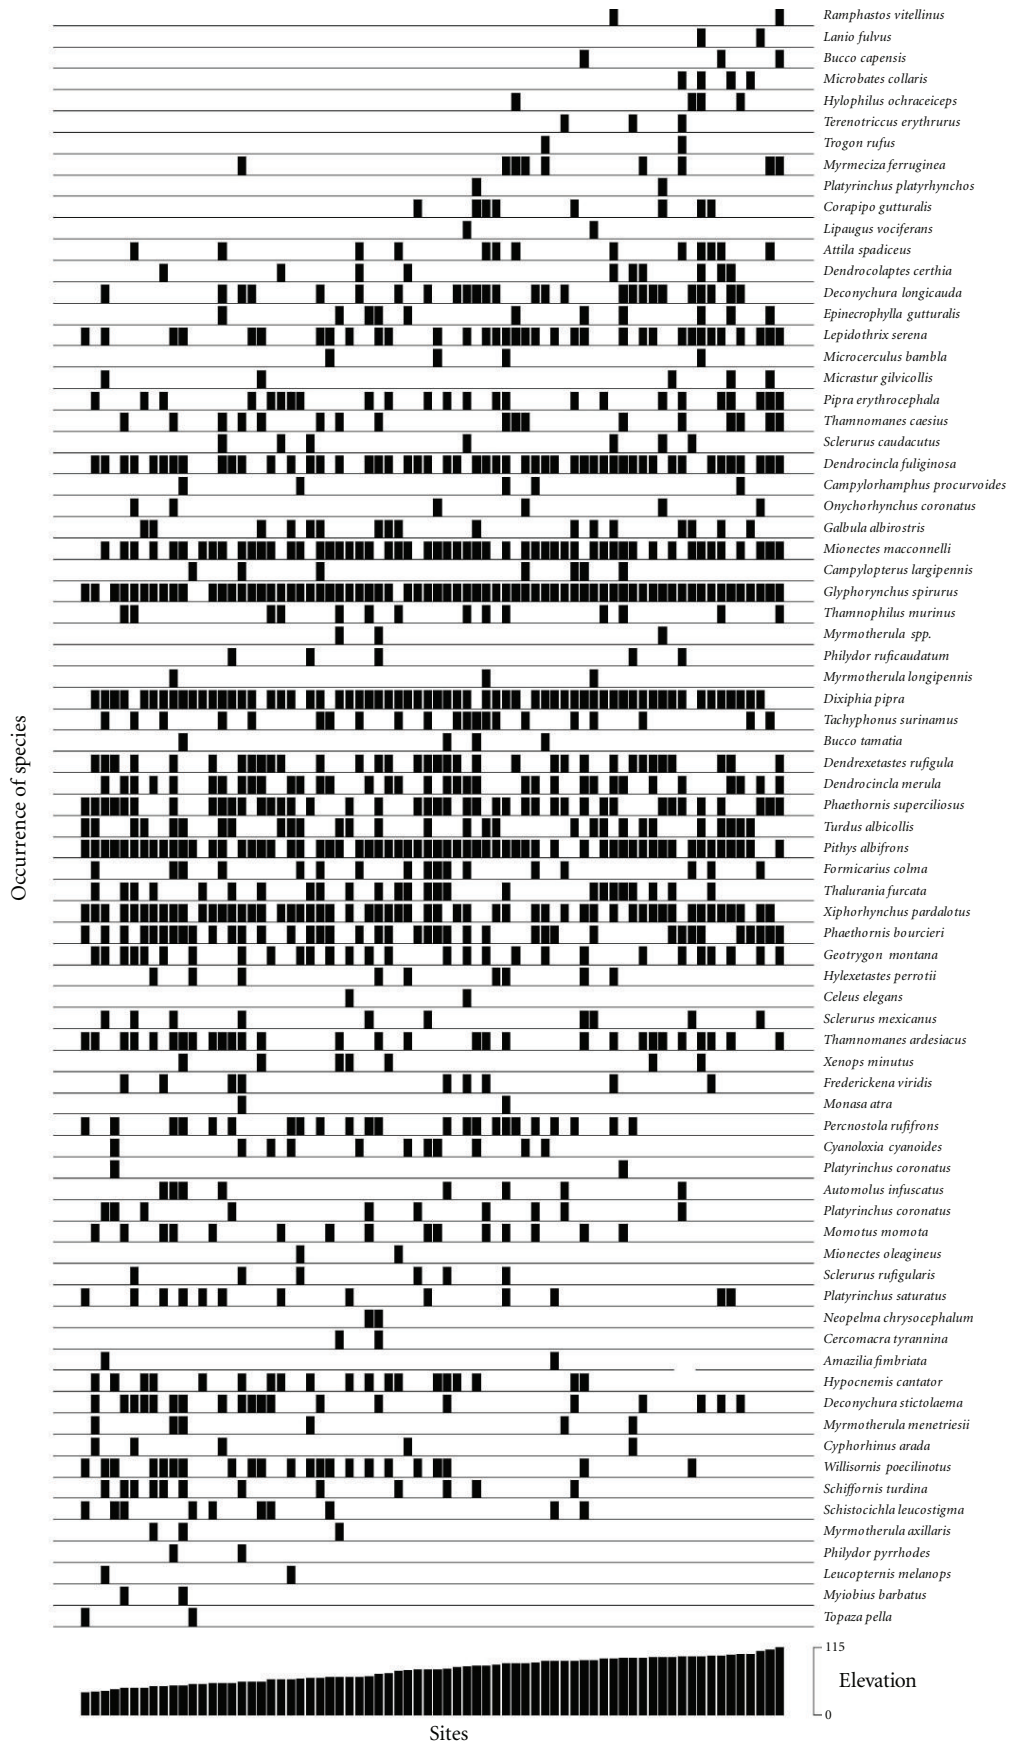 Ramphastos vitellinus
Lanio fulvus
Bucco capensis
Microbates collaris
Hylophilus ochraceiceps
Terenotriccus erythrurus
Trogon rufus
Myrmeciza ferruginea
Platyrinchus platyrhynchos
Corapipo gutturalis
Lipaugus vociferans
Attila spadiceus
Dendrocolaptes certhia
Deconychura longicauda
Epinecrophylla gutturalis
Lepidothrix serena
Microcerculus bambla
Micrastur gilvicollis
Pipra erythrocephala
Thamnomanes caesius
Sclerurus caudacutus
Dendrocincla fuliginosa
Campylorhamphus procurvoides
Onychorhynchus coronatus
Galbula albirostris
Mionectes macconnelli
Campylopterus largipennis
Glyphorynchus spirurus
Thamnophilus murinus
Myrmotherula spp.
Philydor ruficaudatum
Myrmotherula longipennis
Dixiphia pipra
Tachyphonus surinamus
Bucco tamatia
Dendrexetastes rufigula
Dendrocincla merula
Phaethornis superciliosus
Turdus albicollis
Pithys albifrons
Formicarius colma
Thalurania furcata
Xiphorhynchus pardalotus
Phaethornis bourcieri
Geotrygon montana
Hylexetastes perrotii
Celeus elegans
Sclerurus mexicanus
Thamnomanes ardesiacus
Xenops minutus
Frederickena viridis
Monasa atra
Percnostola rufifrons
Cyanoloxia cyanoides
Platyrinchus coronatus
Automolus infuscatus
Platyrinchus coronatus
Momotus momota
Mionectes oleagineus
Sclerurus rufigularis
Platyrinchus saturatus
Neopelma chrysocephalum
Cercomacra tyrannina
Amazilia fimbriata
Hypocnemis cantator
Deconychura stictolaema
Myrmotherula menetriesii
Cyphorhinus arada
Willisornis poecilinotus
Schiffornis turdina
Schistocichla leucostigma
Myrmotherula axillaris
Philydor pyrrhodes
Leucopternis melanops
Myiobius barbatus
Topaza pella
Occurrence of species
115
Elevation
0
Sites